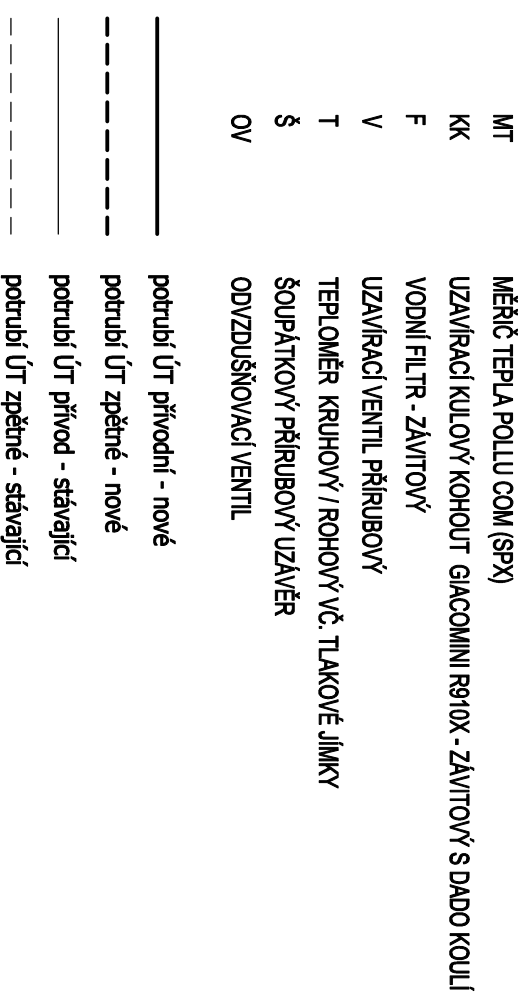 MT MĚŘIČ TEPLA POLLU COM (SPX)
KK UZAVÍRACÍ KULOVÝ KOHOUT GIACOMINI R910X - ZÁVITOVÝ S DADO KOULÍ
F VODNÍ FILTR - ZÁVITOVÝ
V UZAVÍRACÍ VENTIL PŘÍRUBOVÝ
T TEPLOMĚR KRUHOVÝ / ROHOVÝ VČ. TLAKOVÉ JÍMKY
Š ŠOUPÁTKOVÝ PŘÍRUBOVÝ UZÁVĚR
OV ODVZDUŠŇOVACÍ VENTIL
potrubí ÚT přívodní - nové
potrubí ÚT zpětné - nové
potrubí ÚT přívod - stávající
potrubí ÚT zpětné - stávající